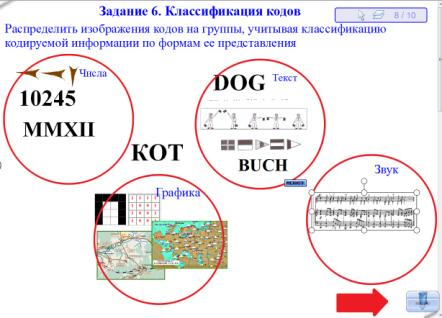 Задание 6. Классификация кодов
8 / 10
Распределить изображения кодов на группы, учитывая классификацию
кодируемой информации по формам ее представления
Числа
10245
MMXII
DOG
Текст
КОТ
BUCH
Графика
Звук